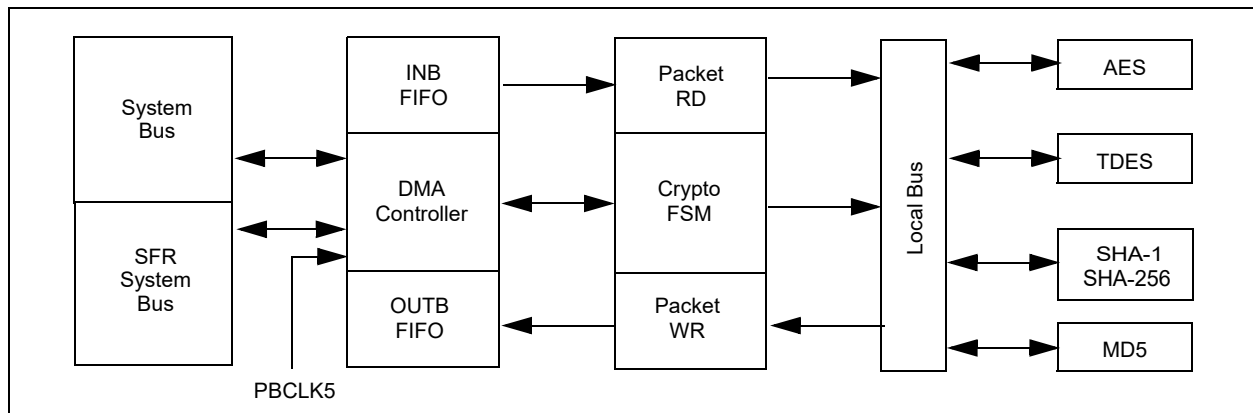 System
Bus
SFR
System
Bus
PBCLK5
INB
FIFO
DMA
Controller
OUTB
FIFO
Packet
RD
Crypto
FSM
Packet
WR
Local Bus
AES
TDES
SHA-1
SHA-256
MD5